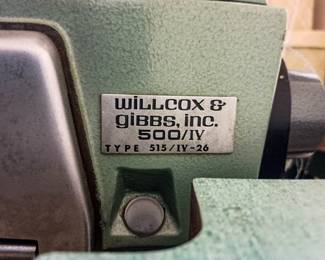 WILLCOX &
GIBBS, INC.
500/IV
TYPE 515/IV-26